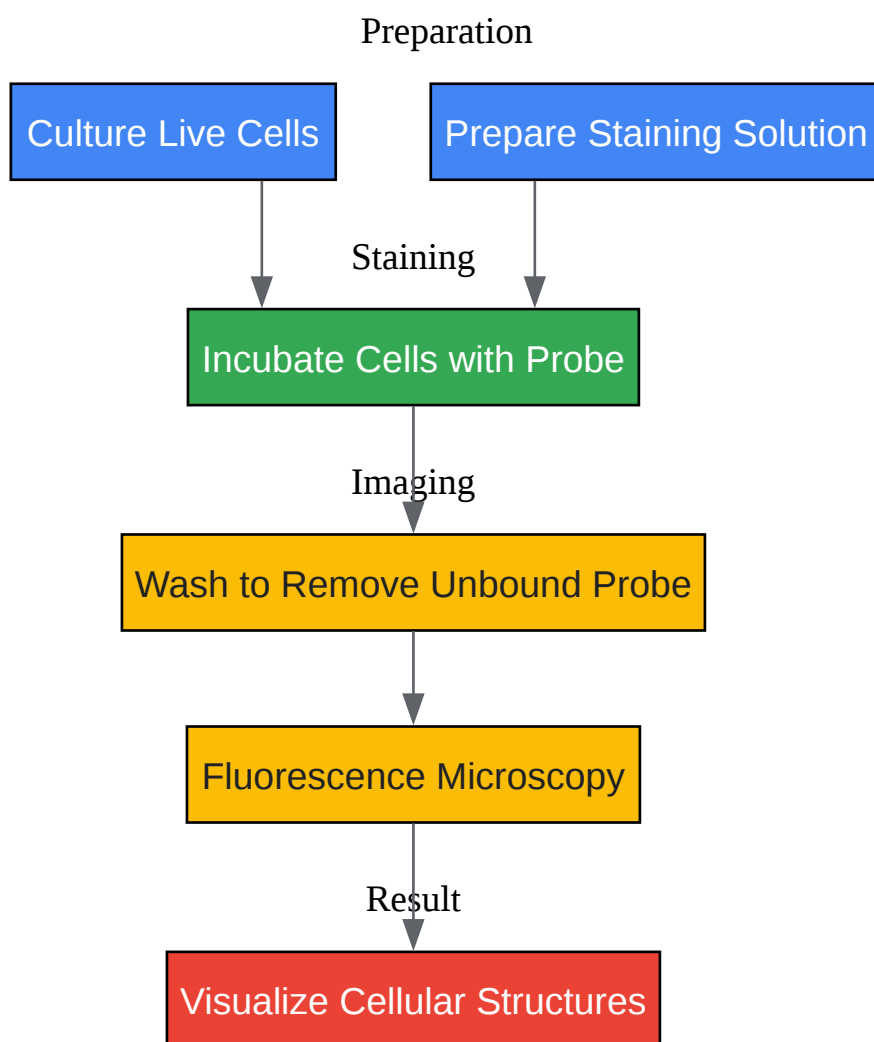 Preparation
Culture Live Cells
Prepare Staining Solution
Staining
Incubate Cells with Probe
Imaging
Wash to Remove Unbound Probe
Fluorescence Microscopy
Result
Visualize Cellular Structures